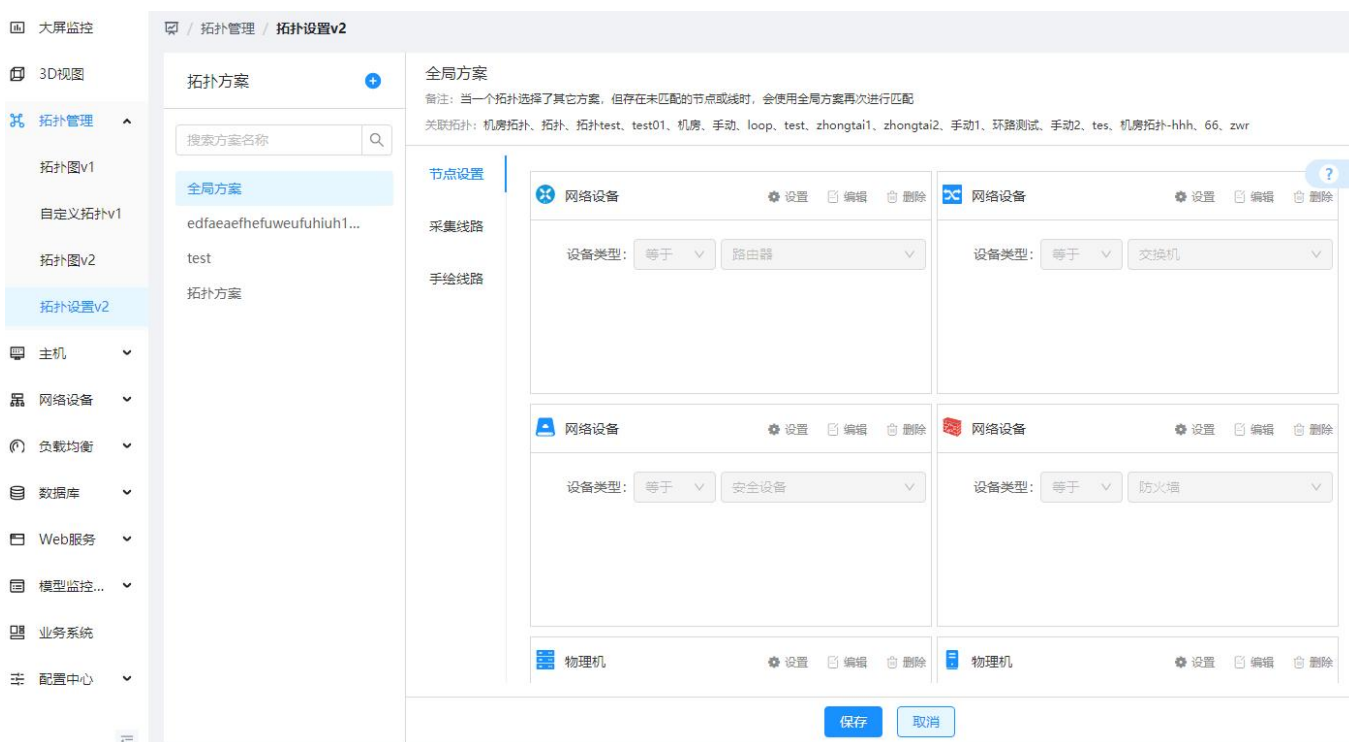 大屏监控
3D视图
拓扑管理
拓扑图v1
自定义拓扑v1
拓扑图v2
拓扑设置v2
主机
网络设备
负载均衡
数据库
Web服务
模型监控...
业务系统
配置中心
/ 拓扑管理 / 拓扑设置v2
拓扑方案
搜索方案名称
全局方案
edfaeaefhefuweufuhiuh1...
test
拓扑方案
全局方案
备注：当一个拓扑选择了其它方案，但存在未匹配的节点或线时，会使用全局方案再次进行匹配
关联拓扑：机房拓扑、拓扑、拓扑test、test01、机房、手动、loop、test、zhongtai1、zhongtai2、手动1、环路测试、手动2、tes、机房拓扑-hhh、66、zwr
节点设置
采集线路
手绘线路
?
网络设备 设置 编辑 删除
设备类型： 等于 路由器
网络设备 设置 编辑 删除
设备类型： 等于 交换机
网络设备 设置 编辑 删除
设备类型： 等于 安全设备
网络设备 设置 编辑 删除
设备类型： 等于 防火墙
物理机 设置 编辑 删除
物理机 设置 编辑 删除
保存 取消